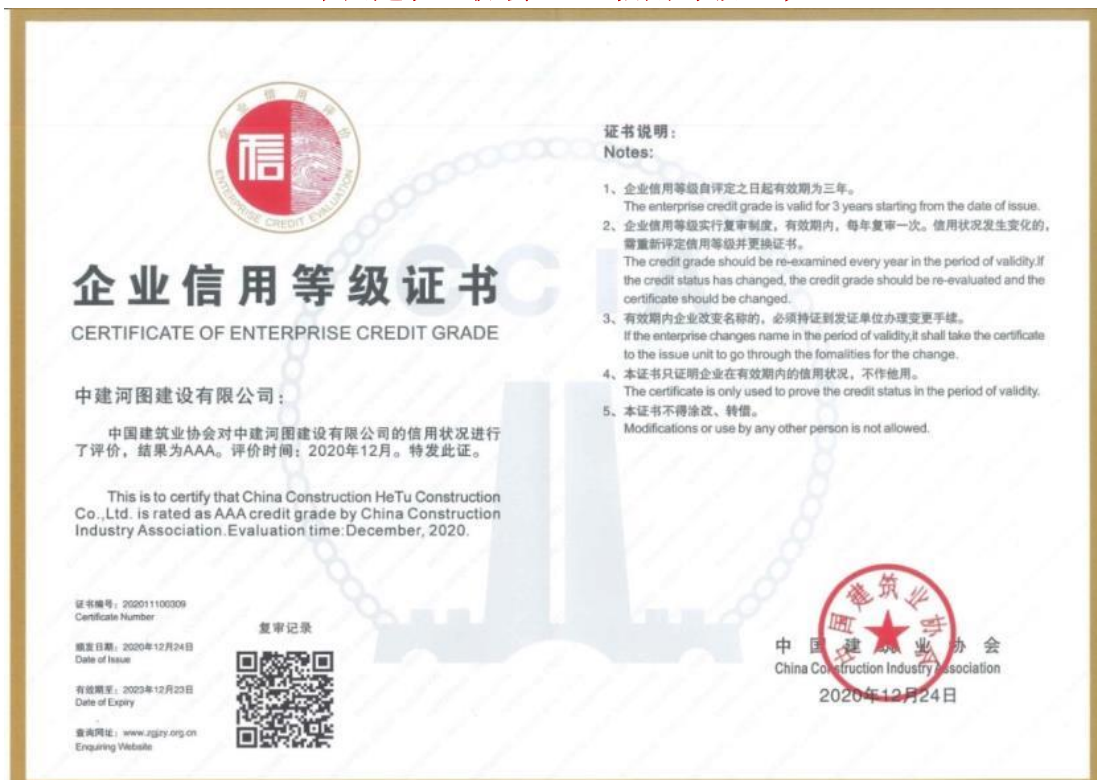 企业信用评价
信
ENTERPRISE CREDIT EVALUATION
企业信用等级证书
CERTIFICATE OF ENTERPRISE CREDIT GRADE
中建河图建设有限公司：
中国建筑业协会对中建河图建设有限公司的信用状况进行
了评价，结果为AAA。评价时间：2020年12月。特发此证。
This is to certify that China Construction HeTu Construction
Co.,Ltd. is rated as AAA credit grade by China Construction
Industry Association.Evaluation time:December, 2020.
证书编号：202011100309
Certificate Number
颁发日期：2020年12月24日
Date of Issue
有效期至：2023年12月23日
Date of Expiry
查询网址：www.zgjzy.org.cn
Enquiring Website
复审记录
证书说明：
Notes:
1、企业信用等级自评定之日起有效期为三年。
The enterprise credit grade is valid for 3 years starting from the date of issue.
2、企业信用等级实行复审制度，有效期内，每年复审一次。信用状况发生变化的，
需重新评定信用等级并更换证书。
The credit grade should be re-examined every year in the period of validity.If
the credit status has changed, the credit grade should be re-evaluated and the
certificate should be changed.
3、有效期内企业改变名称的，必须持证到发证单位办理变更手续。
If the enterprise changes name in the period of validity,it shall take the certificate
to the issue unit to go through the fomalities for the change.
4、本证书只证明企业在有效期内的信用状况，不作他用。
The certificate is only used to prove the credit status in the period of validity.
5、本证书不得涂改、转借。
Modifications or use by any other person is not allowed.
CCIA
中国建筑业协会
中国建筑业协会
China Construction Industry Association
2020年12月24日